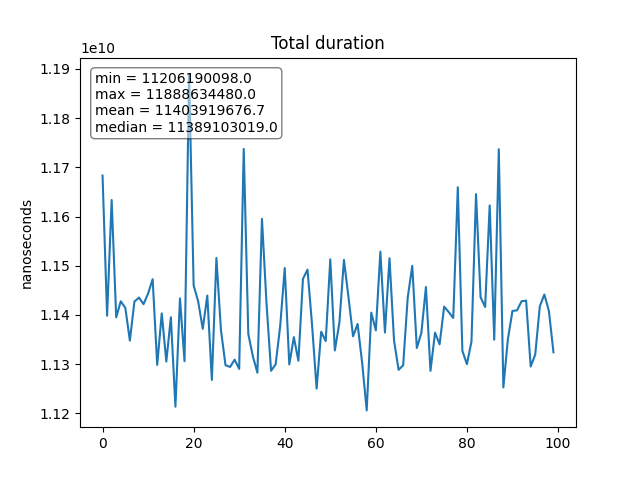 Total duration
1e10
min = 11206190098.0
max = 11888634480.0
mean = 11403919676.7
median = 11389103019.0
1.19
1.18
1.17
1.16
1.15
1.14
1.13
1.12
nanoseconds
0 20 40 60 80 100